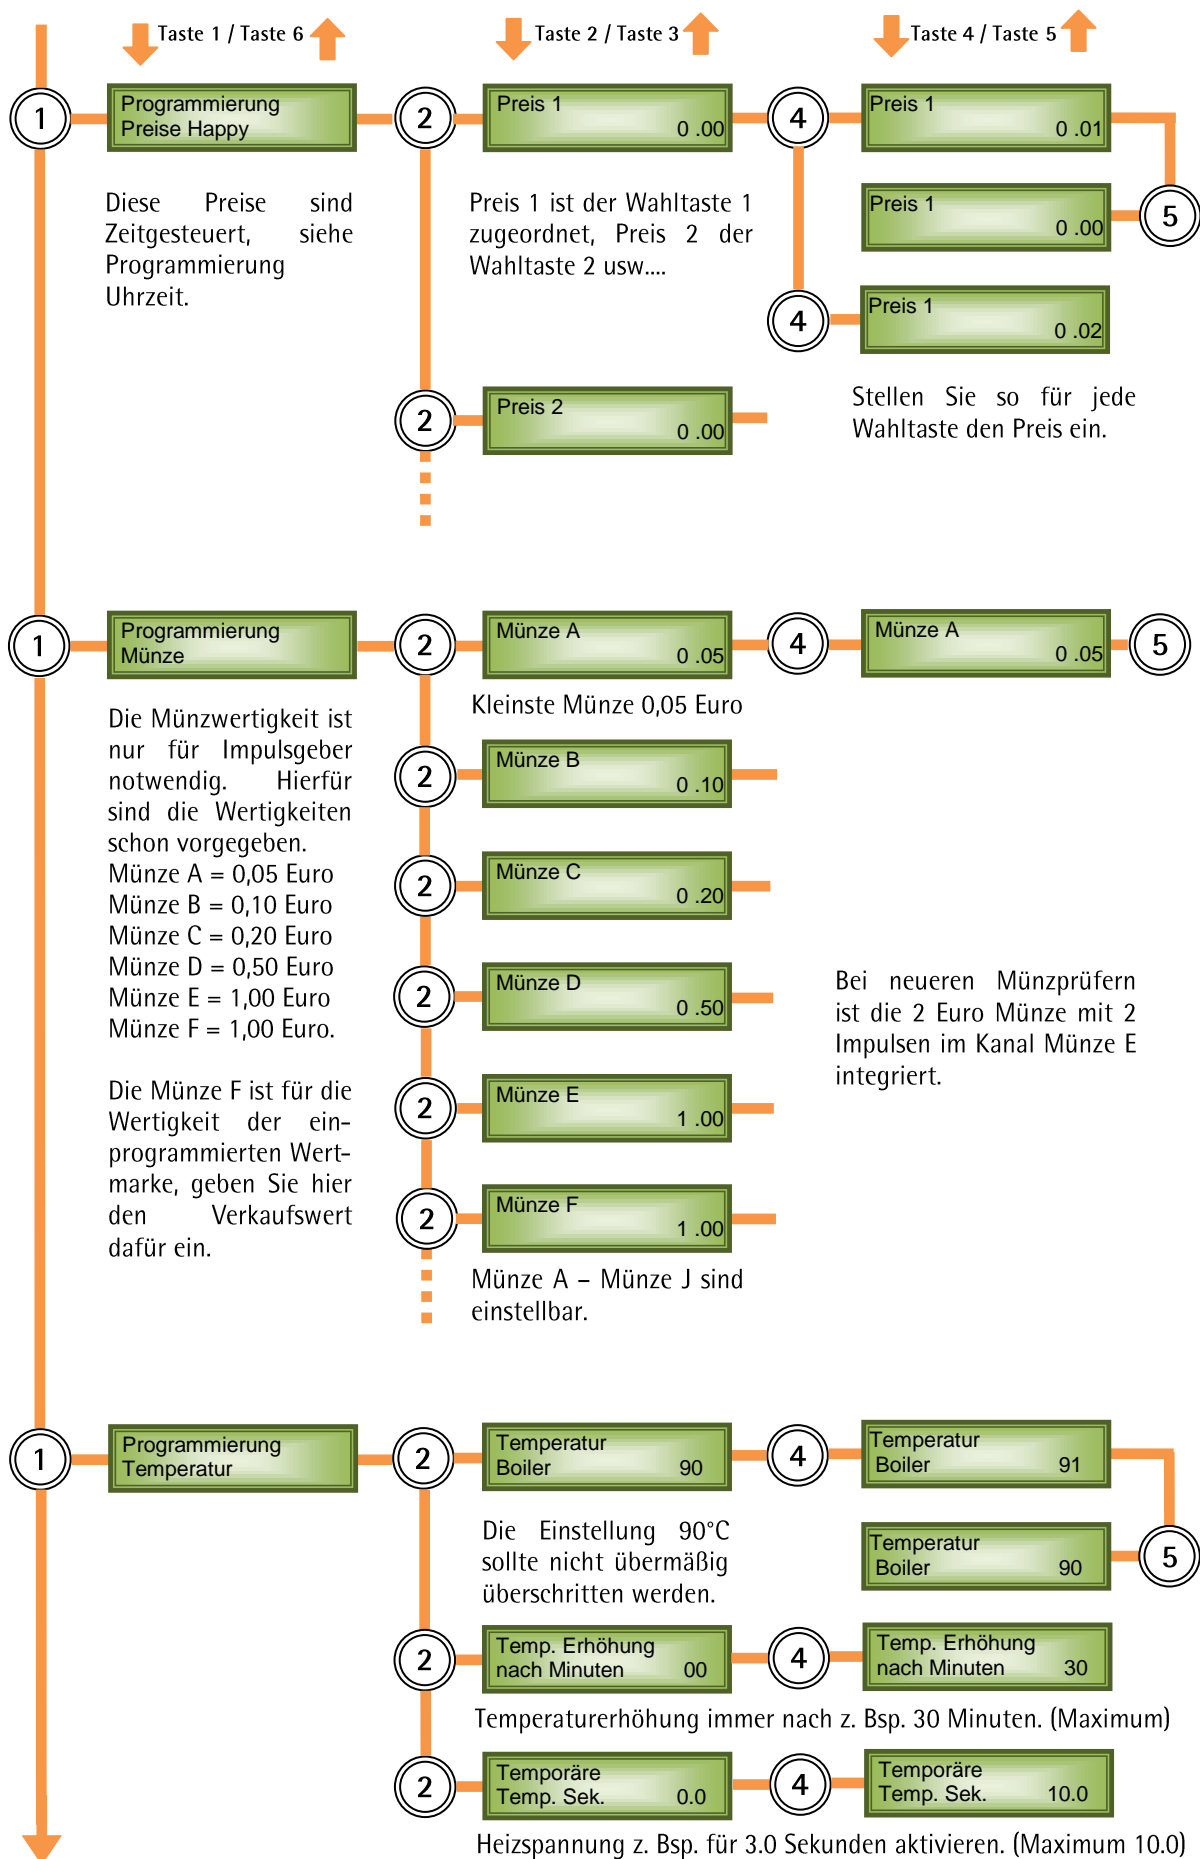 Taste 1 / Taste 6
Taste 2 / Taste 3
Taste 4 / Taste 5
1
Programmierung
Preise Happy
2
Preis 1
0 .00
4
Preis 1
0 .01
Diese Preise sind
Zeitgesteuert, siehe
Programmierung
Uhrzeit.
Preis 1 ist der Wahltaste 1
zugeordnet, Preis 2 der
Wahltaste 2 usw....
Preis 1
0 .00
5
4
Preis 1
0 .02
2
Preis 2
0 .00
Stellen Sie so für jede
Wahltaste den Preis ein.
1
Programmierung
Münze
2
Münze A
0 .05
4
Münze A
0 .05
5
Kleinste Münze 0,05 Euro
Die Münzwertigkeit ist
nur für Impulsgeber
notwendig. Hierfür
sind die Wertigkeiten
schon vorgegeben.
Münze A = 0,05 Euro
Münze B = 0,10 Euro
Münze C = 0,20 Euro
Münze D = 0,50 Euro
Münze E = 1,00 Euro
Münze F = 1,00 Euro.
Die Münze F ist für die
Wertigkeit der ein-
programmierten Wert-
marke, geben Sie hier
den Verkaufswert
dafür ein.
2
Münze B
0 .10
2
Münze C
0 .20
2
Münze D
0 .50
2
Münze E
1 .00
2
Münze F
1 .00
Münze A – Münze J sind
einstellbar.
Bei neueren Münzprüfern
ist die 2 Euro Münze mit 2
Impulsen im Kanal Münze E
integriert.
1
Programmierung
Temperatur
2
Temperatur
Boiler 90
4
Temperatur
Boiler 91
Die Einstellung 90°C
sollte nicht übermäßig
überschritten werden.
Temperatur
Boiler 90
5
2
Temp. Erhöhung
nach Minuten 00
4
Temp. Erhöhung
nach Minuten 30
Temperaturerhöhung immer nach z. Bsp. 30 Minuten. (Maximum)
2
Temporäre
Temp. Sek. 0.0
4
Temporäre
Temp. Sek. 10.0
Heizspannung z. Bsp. für 3.0 Sekunden aktivieren. (Maximum 10.0)